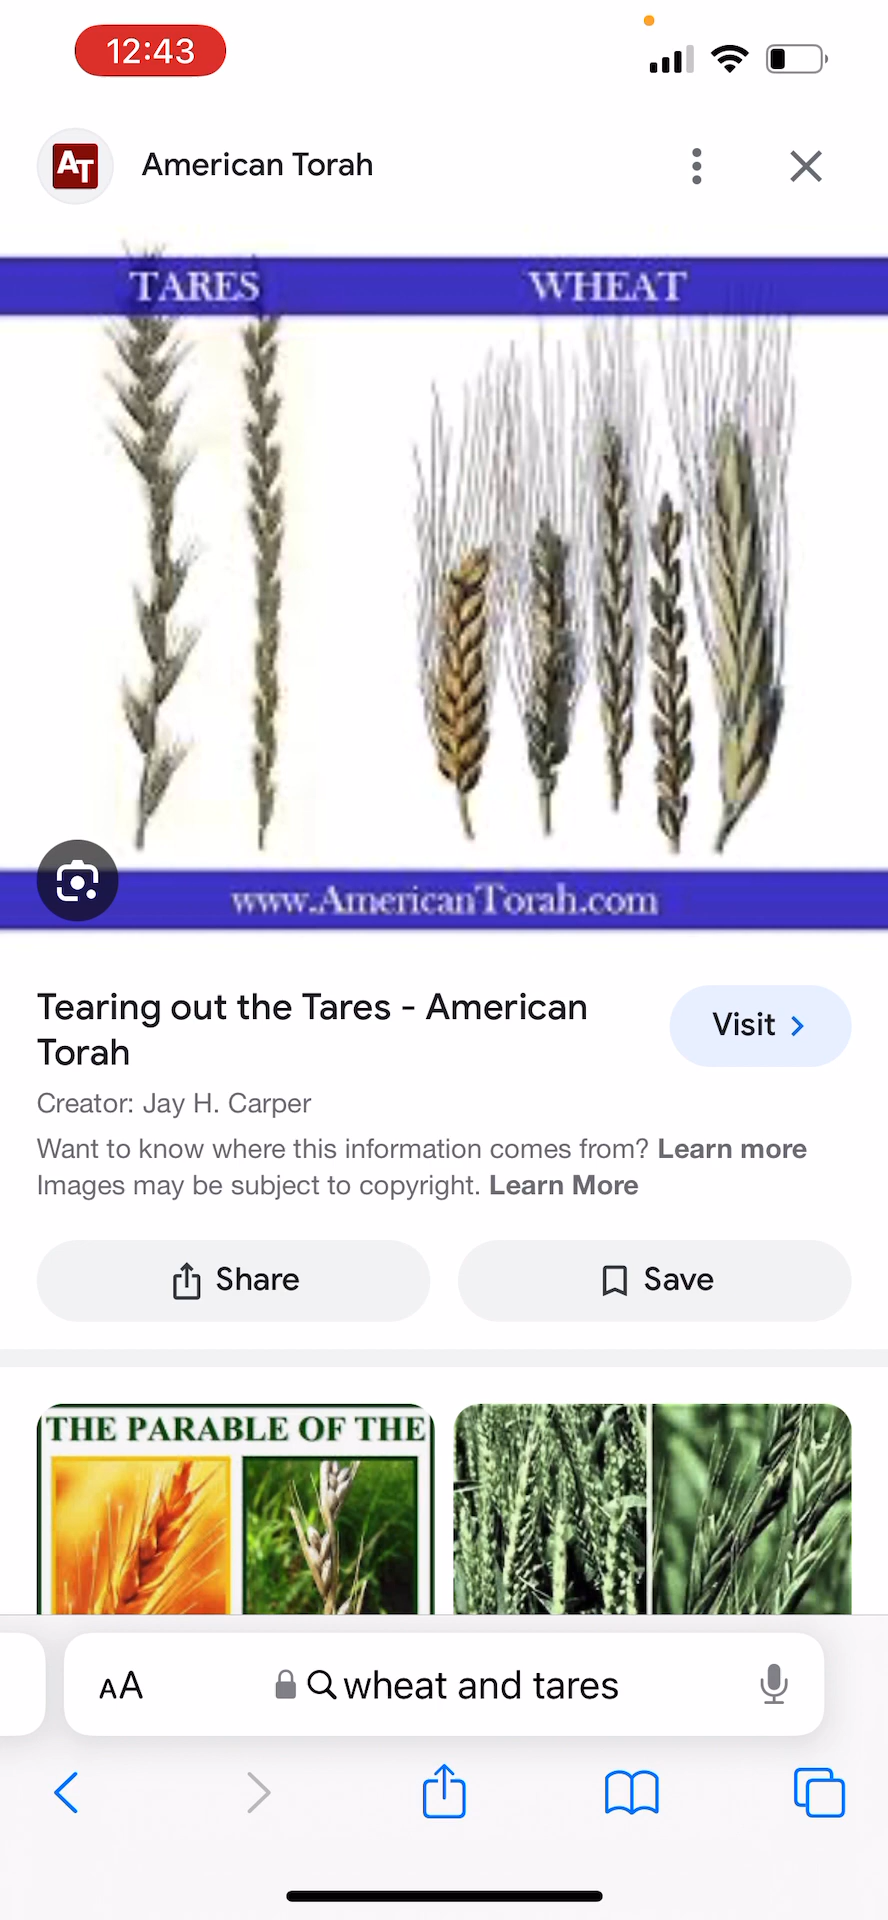 12:43
AT
American Torah
TARES WHEAT
www.AmericanTorah.com
Tearing out the Tares - American
Torah
Visit
Creator: Jay H. Carper
Want to know where this information comes from? Learn more
Images may be subject to copyright. Learn More
Share
Save
THE PARABLE OF THE
AA
wheat and tares